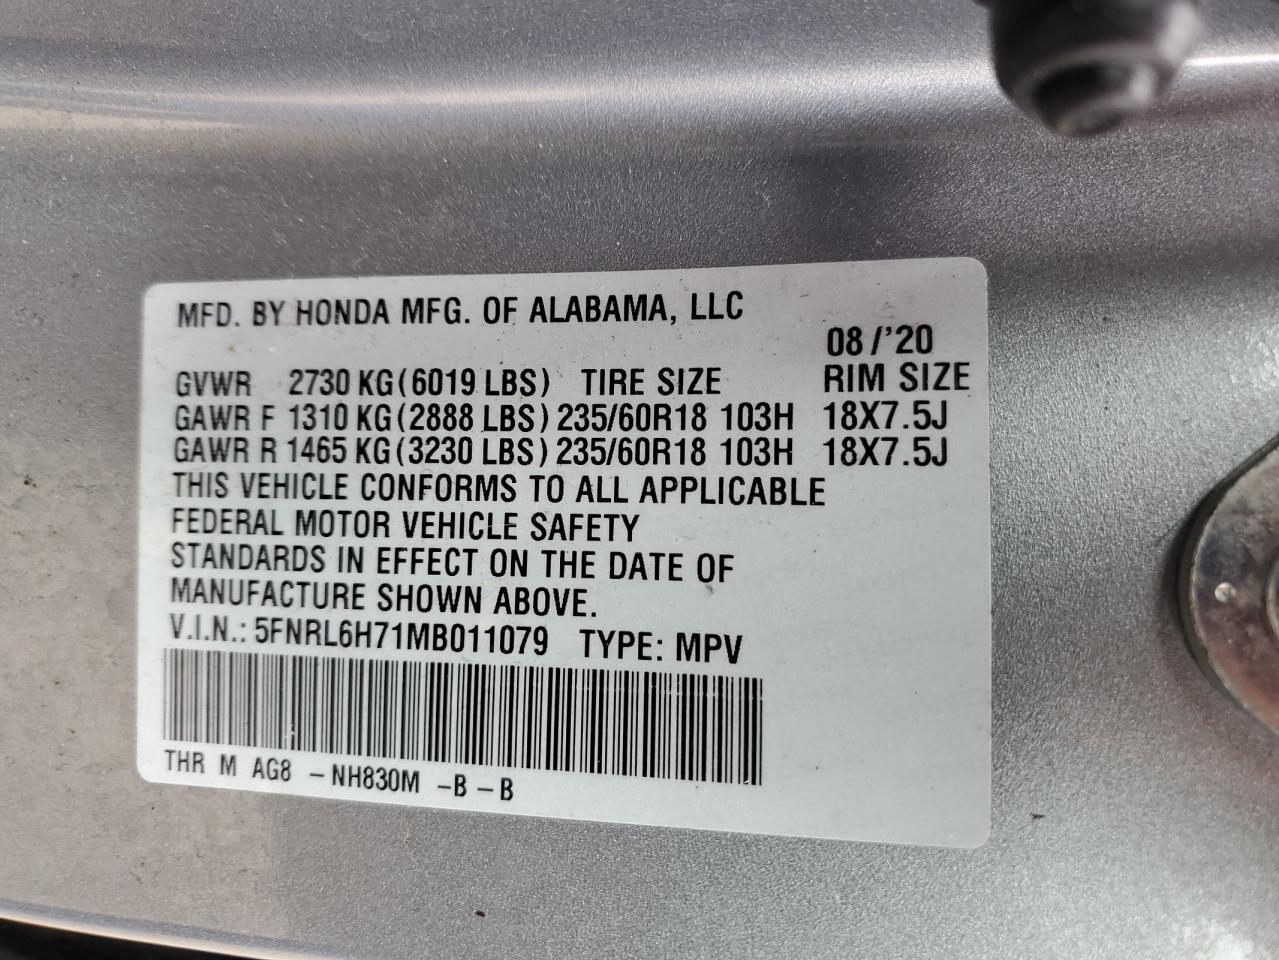 MFD. BY HONDA MFG. OF ALABAMA, LLC
08/'20
GVWR 2730 KG(6019 LBS) TIRE SIZE RIM SIZE
GAWR F 1310 KG(2888 LBS) 235/60R18 103H 18X7.5J
GAWR R 1465 KG(3230 LBS) 235/60R18 103H 18X7.5J
THIS VEHICLE CONFORMS TO ALL APPLICABLE
FEDERAL MOTOR VEHICLE SAFETY
STANDARDS IN EFFECT ON THE DATE OF
MANUFACTURE SHOWN ABOVE.
V.I.N.: 5FNRL6H71MB011079 TYPE: MPV
THR M AG8 -NH830M -B-B